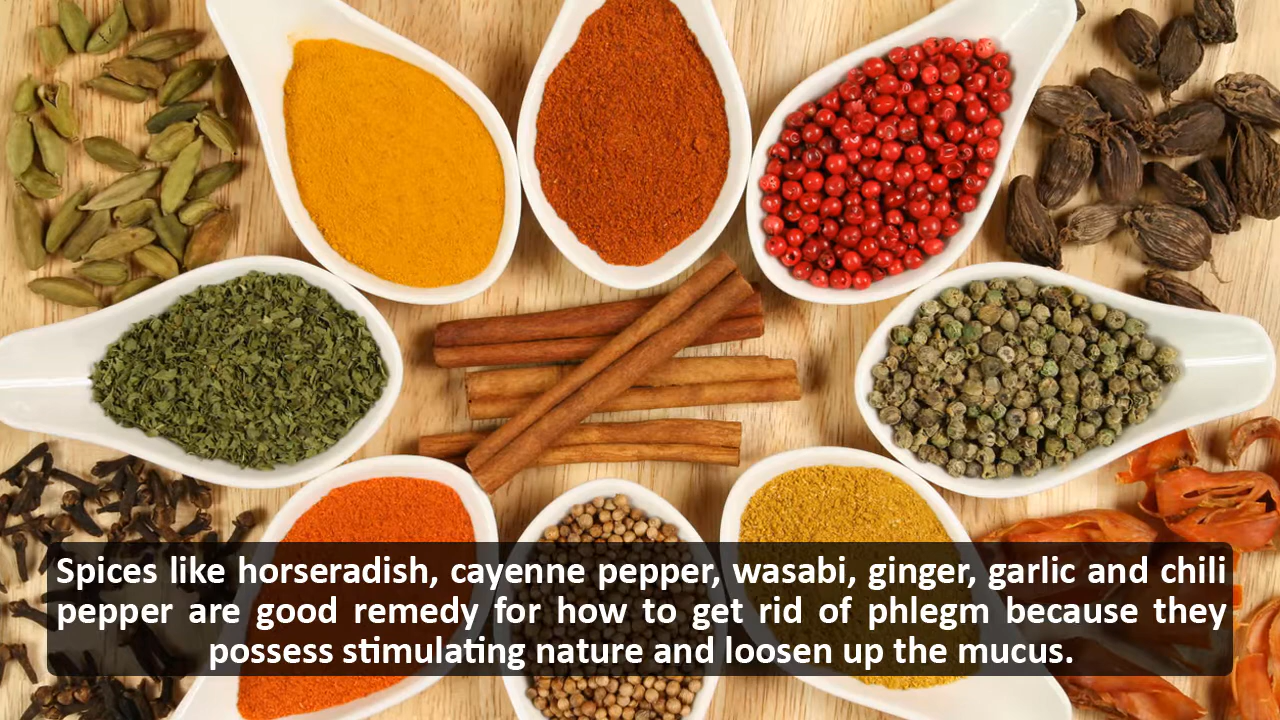 Spices like horseradish, cayenne pepper, wasabi, ginger, garlic and chili
pepper are good remedy for how to get rid of phlegm because they
possess stimulating nature and loosen up the mucus.